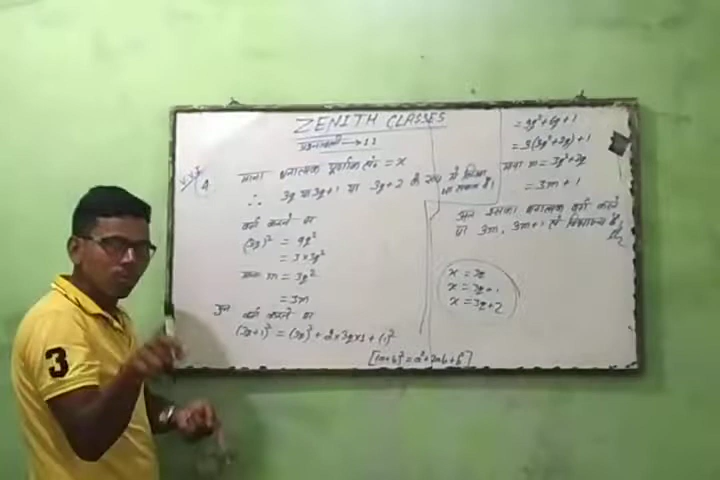 ZENITH CLASSES
प्रश्नावली → 1.1
V.V.I
4 माना धनात्मक पूर्णांक सं॰ = x
∴ 3q या 3q+1 या 3q+2 के रूप में लिखा
जा सकता है।
वर्ग करने पर
(3q)² = 9q²
= 3×3q²
माना m = 3q²
= 3m
पुनः वर्ग करने पर
(3q+1)² = (3q)² + 2×3q×1 + (1)²
[(a+b)² = a²+2ab+b²]
= 9q²+6q+1
= 3(3q²+2q)+1
माना m = 3q²+2q
= 3m+1
अतः इसका धनात्मक वर्ग करने
पर 3m, 3m+1 से विभाज्य है
x = 3q
x = 3q+1
x = 3q+2
3